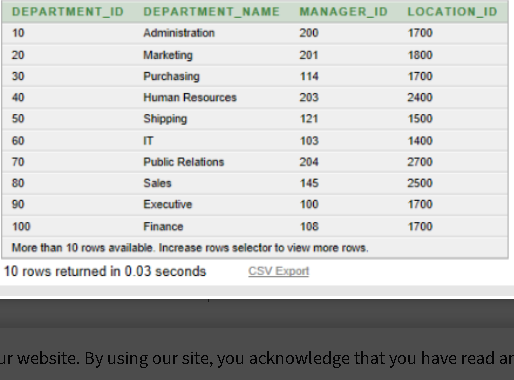 DEPARTMENT_ID DEPARTMENT_NAME MANAGER_ID LOCATION_ID
10 Administration 200 1700
20 Marketing 201 1800
30 Purchasing 114 1700
40 Human Resources 203 2400
50 Shipping 121 1500
60 IT 103 1400
70 Public Relations 204 2700
80 Sales 145 2500
90 Executive 100 1700
100 Finance 108 1700
More than 10 rows available. Increase rows selector to view more rows.
10 rows returned in 0.03 seconds CSV Export
ur website. By using our site, you acknowledge that you have read an